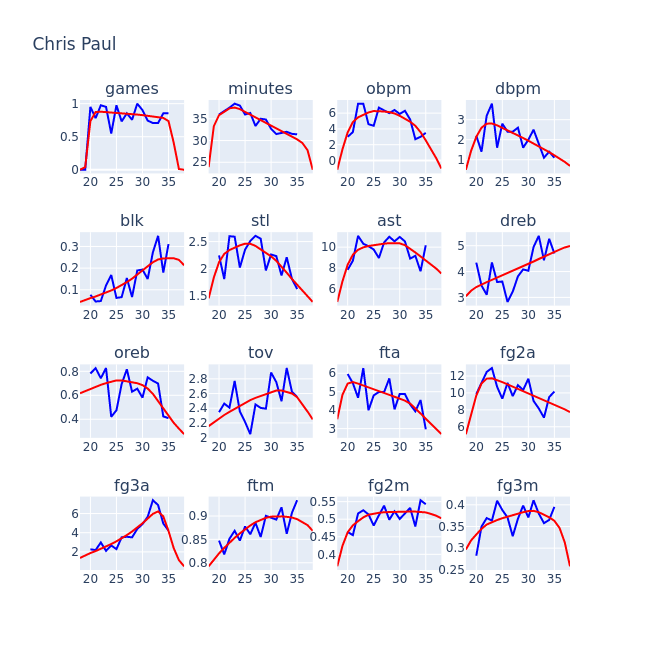 Chris Paul
games minutes obpm dbpm
1
0.5
0
20 25 30 35
35
30
25
20 25 30 35
6
4
2
0
20 25 30 35
3
2
1
20 25 30 35
blk stl ast dreb
0.3
0.2
0.1
20 25 30 35
2.5
2
1.5
20 25 30 35
10
8
6
20 25 30 35
5
4
3
20 25 30 35
oreb tov fta fg2a
0.8
0.6
0.4
20 25 30 35
2.8
2.6
2.4
2.2
2
20 25 30 35
6
5
4
3
20 25 30 35
12
10
8
6
20 25 30 35
fg3a ftm fg2m fg3m
6
4
2
20 25 30 35
0.9
0.85
0.8
20 25 30 35
0.55
0.5
0.45
0.4
20 25 30 35
0.4
0.35
0.3
0.25
20 25 30 35